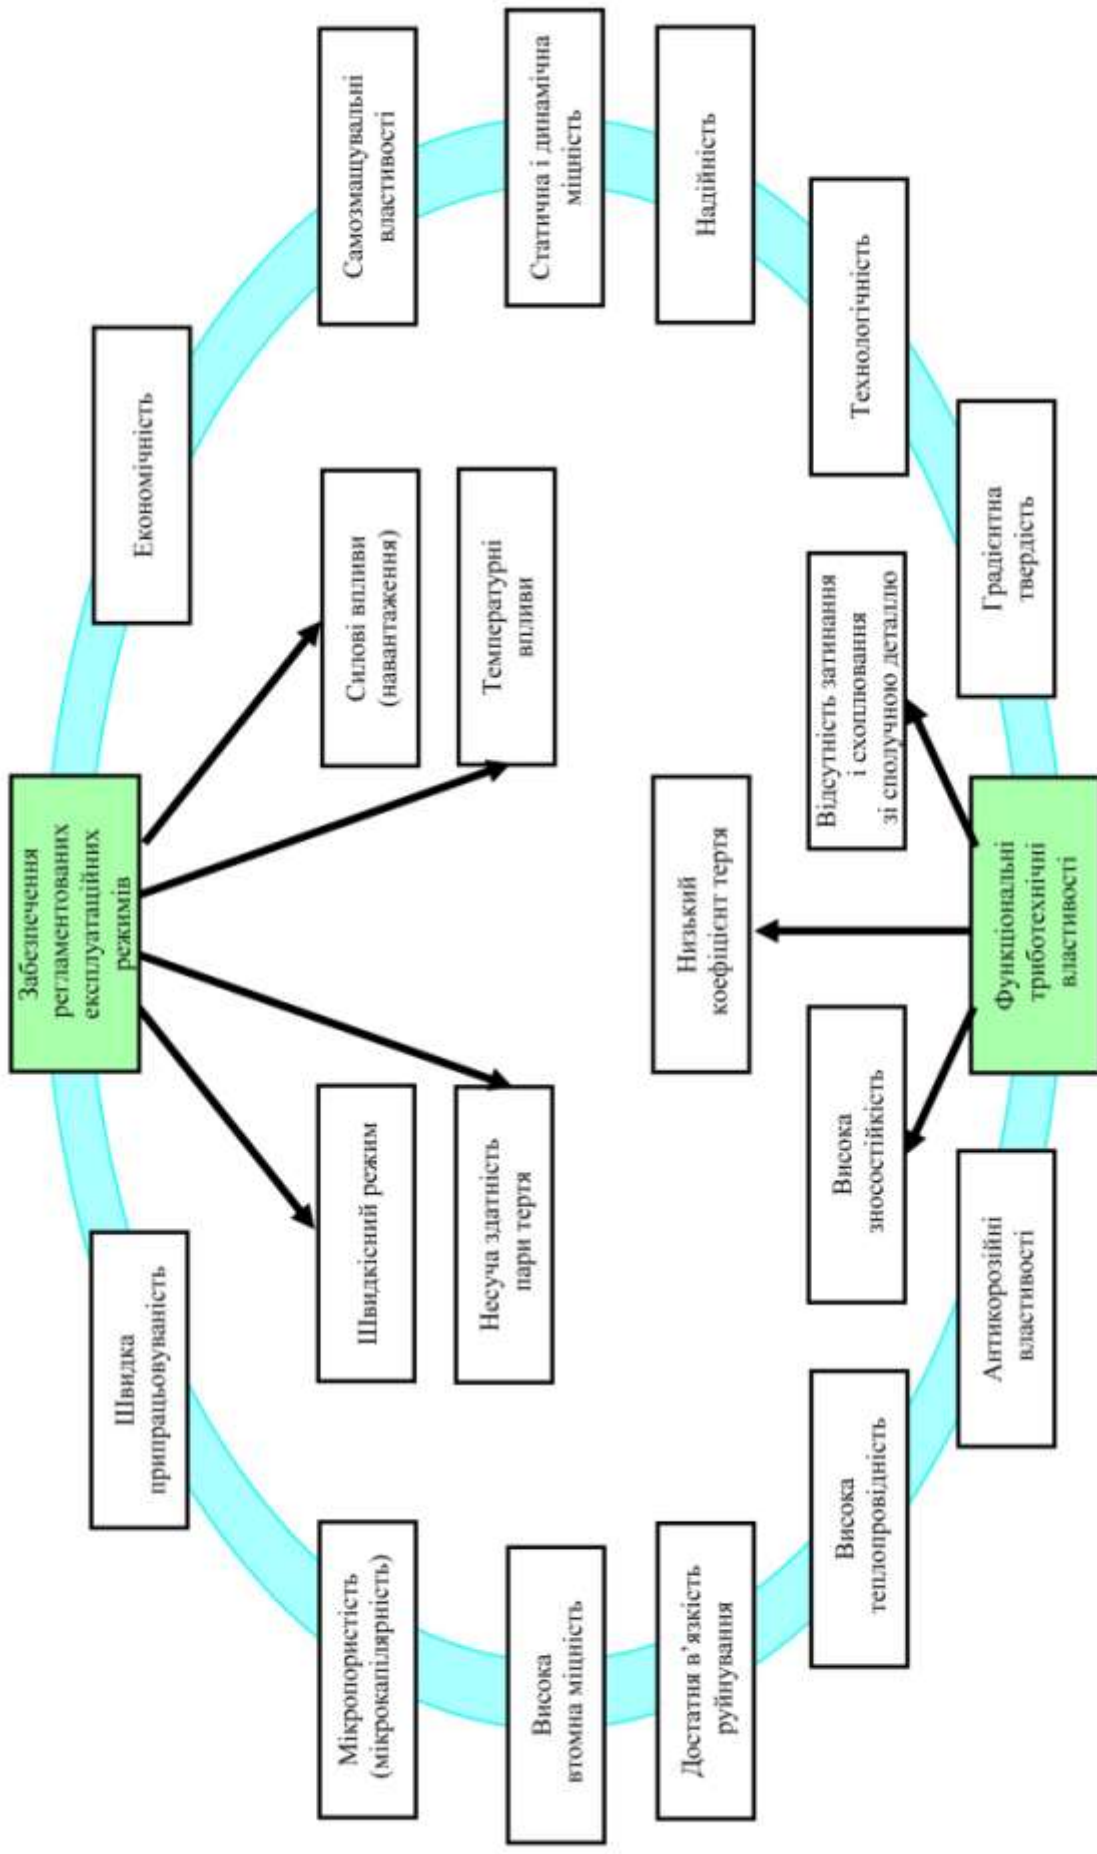 Забезпечення
регламентованих
експлуатаційних
режимів
Швидка
припрацьовуваність
Економічність
Мікропористість
(мікрокапілярність)
Швидкісний режим
Силові впливи
(навантаження)
Самозмащувальні
властивості
Несуча здатність
пари тертя
Температурні
впливи
Висока
втомна міцність
Статична і динамічна
міцність
Достатня в’язкість
руйнування
Низький
коефіцієнт тертя
Надійність
Висока
теплопровідність
Висока
зносостійкість
Відсутність затинання
і схоплювання
зі сполучною деталлю
Технологічність
Антикорозійні
властивості
Функціональні
триботехнічні
властивості
Градієнтна
твердість